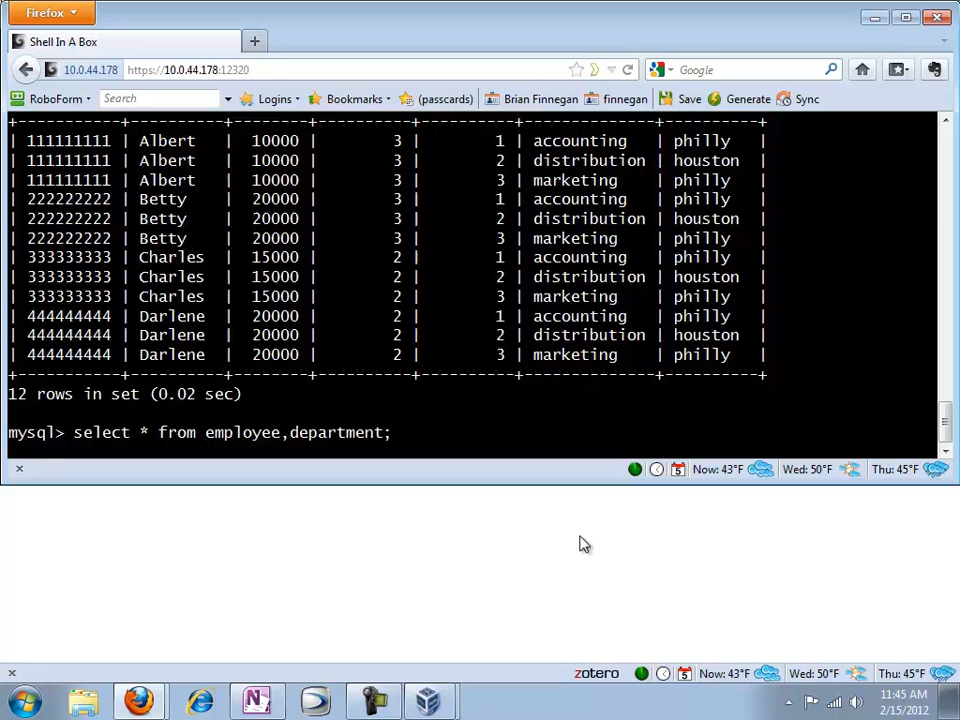 Firefox
Shell In A Box
10.0.44.178 https://10.0.44.178:12320 Google
RoboForm Search Logins Bookmarks (passcards) Brian Finnegan finnegan Save Generate Sync
+-----------+---------+--------+----------+----------+--------------+----------+
| 111111111 | Albert | 10000 | 3 | 1 | accounting | philly |
| 111111111 | Albert | 10000 | 3 | 2 | distribution | houston |
| 111111111 | Albert | 10000 | 3 | 3 | marketing | philly |
| 222222222 | Betty | 20000 | 3 | 1 | accounting | philly |
| 222222222 | Betty | 20000 | 3 | 2 | distribution | houston |
| 222222222 | Betty | 20000 | 3 | 3 | marketing | philly |
| 333333333 | Charles | 15000 | 2 | 1 | accounting | philly |
| 333333333 | Charles | 15000 | 2 | 2 | distribution | houston |
| 333333333 | Charles | 15000 | 2 | 3 | marketing | philly |
| 444444444 | Darlene | 20000 | 2 | 1 | accounting | philly |
| 444444444 | Darlene | 20000 | 2 | 2 | distribution | houston |
| 444444444 | Darlene | 20000 | 2 | 3 | marketing | philly |
+-----------+---------+--------+----------+----------+--------------+----------+
12 rows in set (0.02 sec)
mysql> select * from employee,department;
5 Now: 43°F Wed: 50°F Thu: 45°F
zotero 5 Now: 43°F Wed: 50°F Thu: 45°F
11:45 AM
2/15/2012